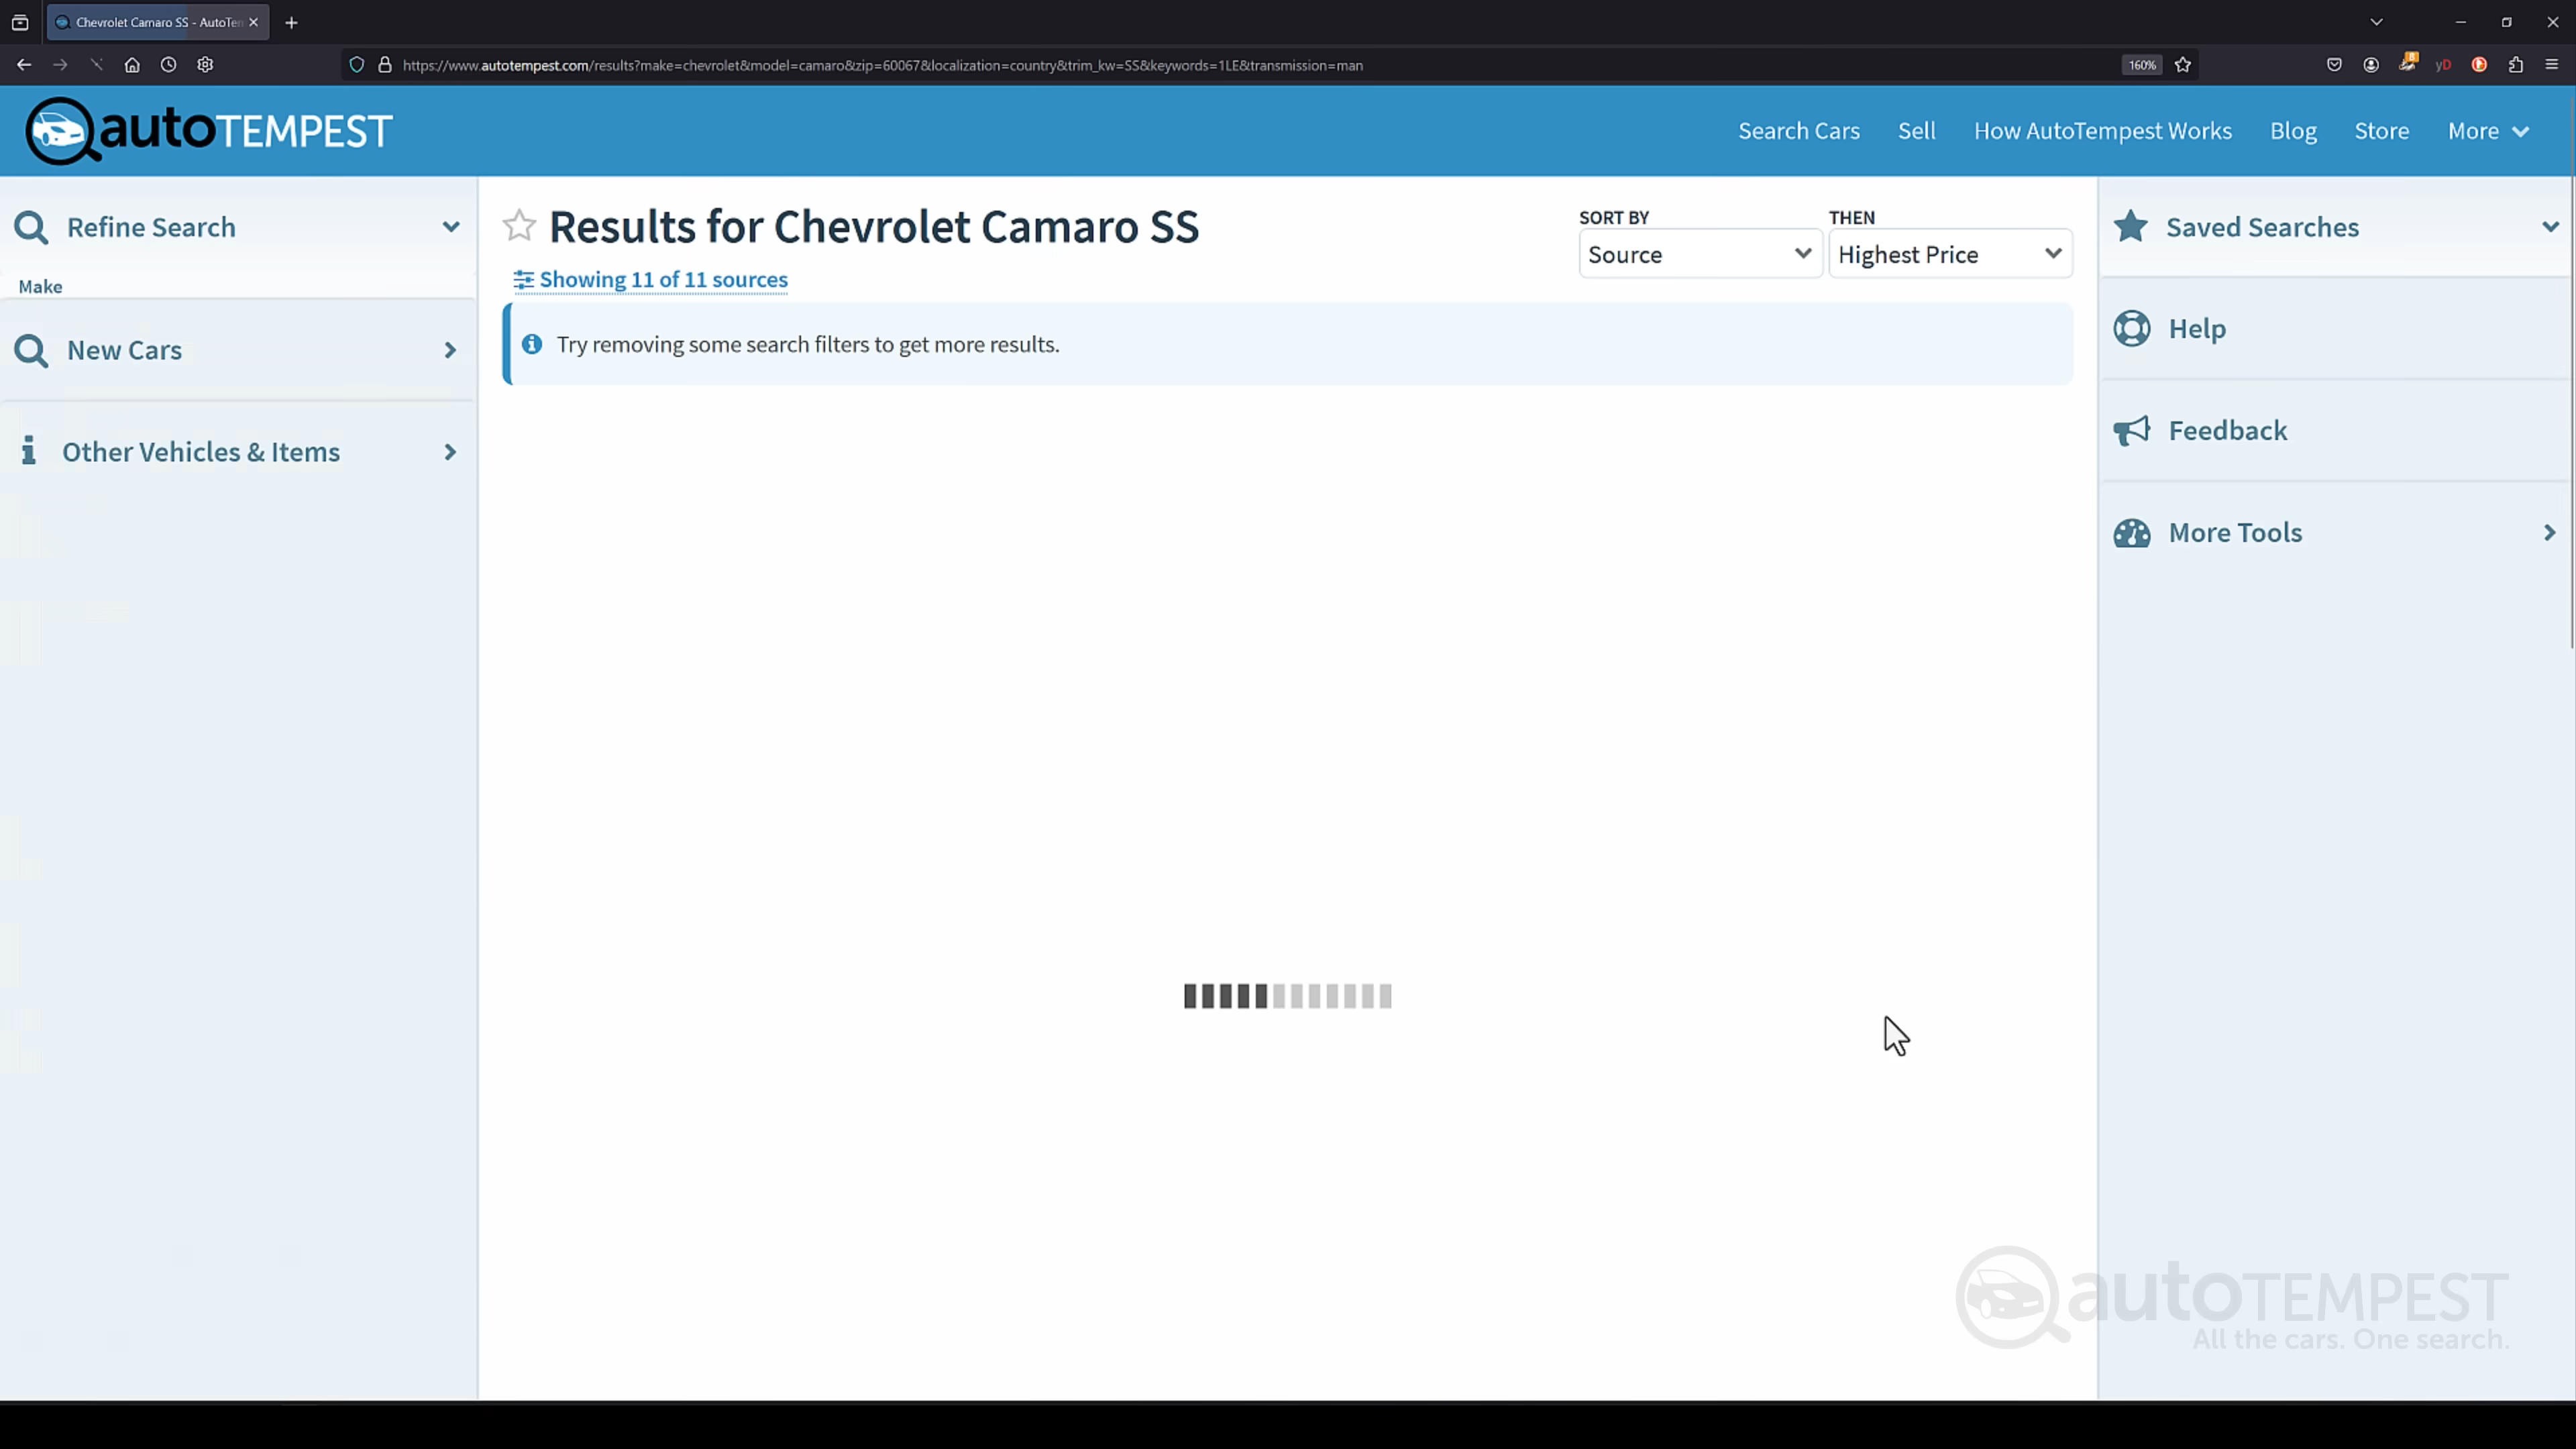 Chevrolet Camaro SS - AutoTem
https://www.autotempest.com/results?make=chevrolet&model=camaro&zip=60067&localization=country&trim_kw=SS&keywords=1LE&transmission=man
160%
yD
autoTEMPEST
Search Cars
Sell
How AutoTempest Works
Blog
Store
More
Refine Search
Make
New Cars
Other Vehicles & Items
Results for Chevrolet Camaro SS
Showing 11 of 11 sources
SORT BY
Source
THEN
Highest Price
Try removing some search filters to get more results.
Saved Searches
Help
Feedback
More Tools
autoTEMPEST
All the cars. One search.